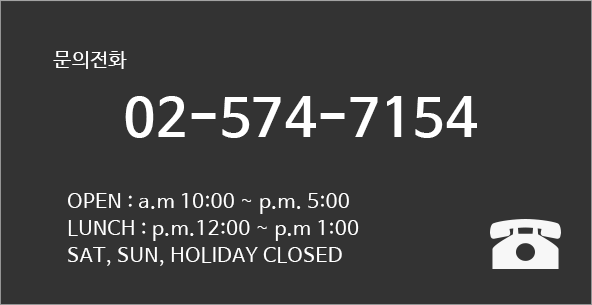 문의전화
02-574-7154
OPEN : a.m 10:00 ~ p.m. 5:00
LUNCH : p.m.12:00 ~ p.m 1:00
SAT, SUN, HOLIDAY CLOSED